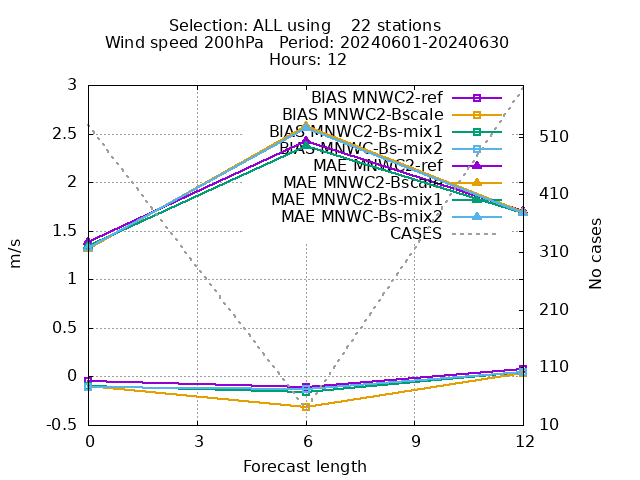 Selection: ALL using    22 stations
Wind speed 200hPa   Period: 20240601-20240630
Hours: 12
BIAS MNWC2-ref
BIAS MNWC2-Bscale
BIAS MNWC2-Bs-mix1
BIAS MNWC-Bs-mix2
MAE MNWC2-ref
MAE MNWC2-Bscale
MAE MNWC2-Bs-mix1
MAE MNWC-Bs-mix2
CASES
3
2.5
2
1.5
1
0.5
0
-0.5
m/s
510
410
310
210
110
10
No cases
0 3 6 9 12
Forecast length